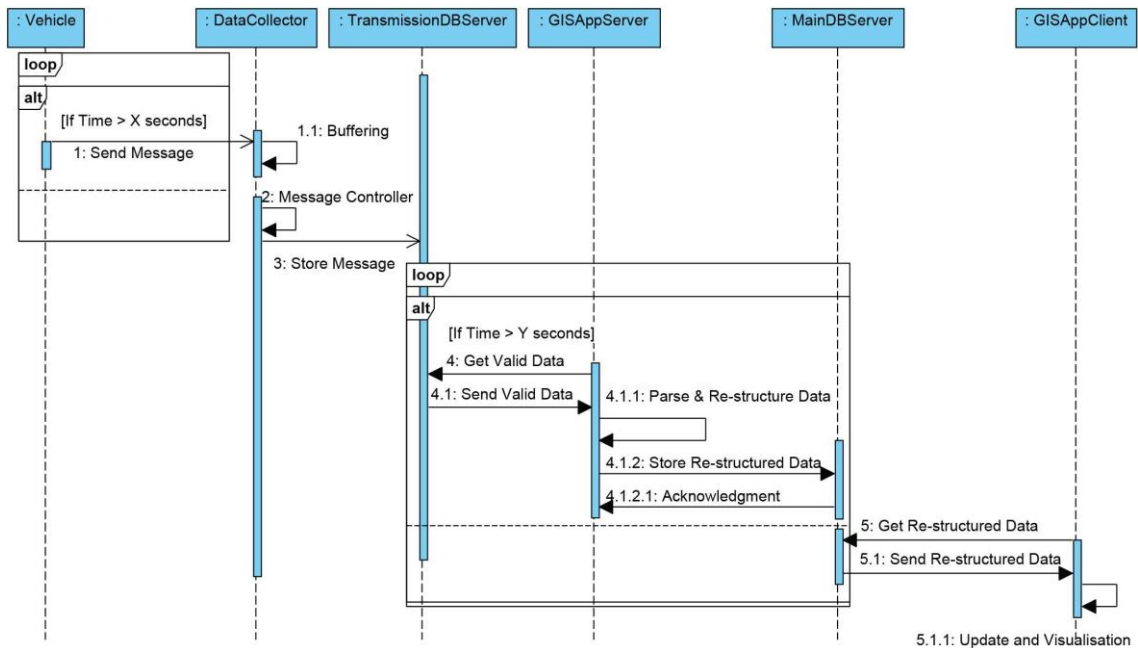 : Vehicle
: DataCollector
: TransmissionDBServer
: GISAppServer
: MainDBServer
: GISAppClient
loop
alt
[If Time > X seconds]
1.1: Buffering
1: Send Message
2: Message Controller
3: Store Message
loop
alt
[If Time > Y seconds]
4: Get Valid Data
4.1: Send Valid Data
4.1.1: Parse & Re-structure Data
4.1.2: Store Re-structured Data
4.1.2.1: Acknowledgment
5: Get Re-structured Data
5.1: Send Re-structured Data
5.1.1: Update and Visualisation